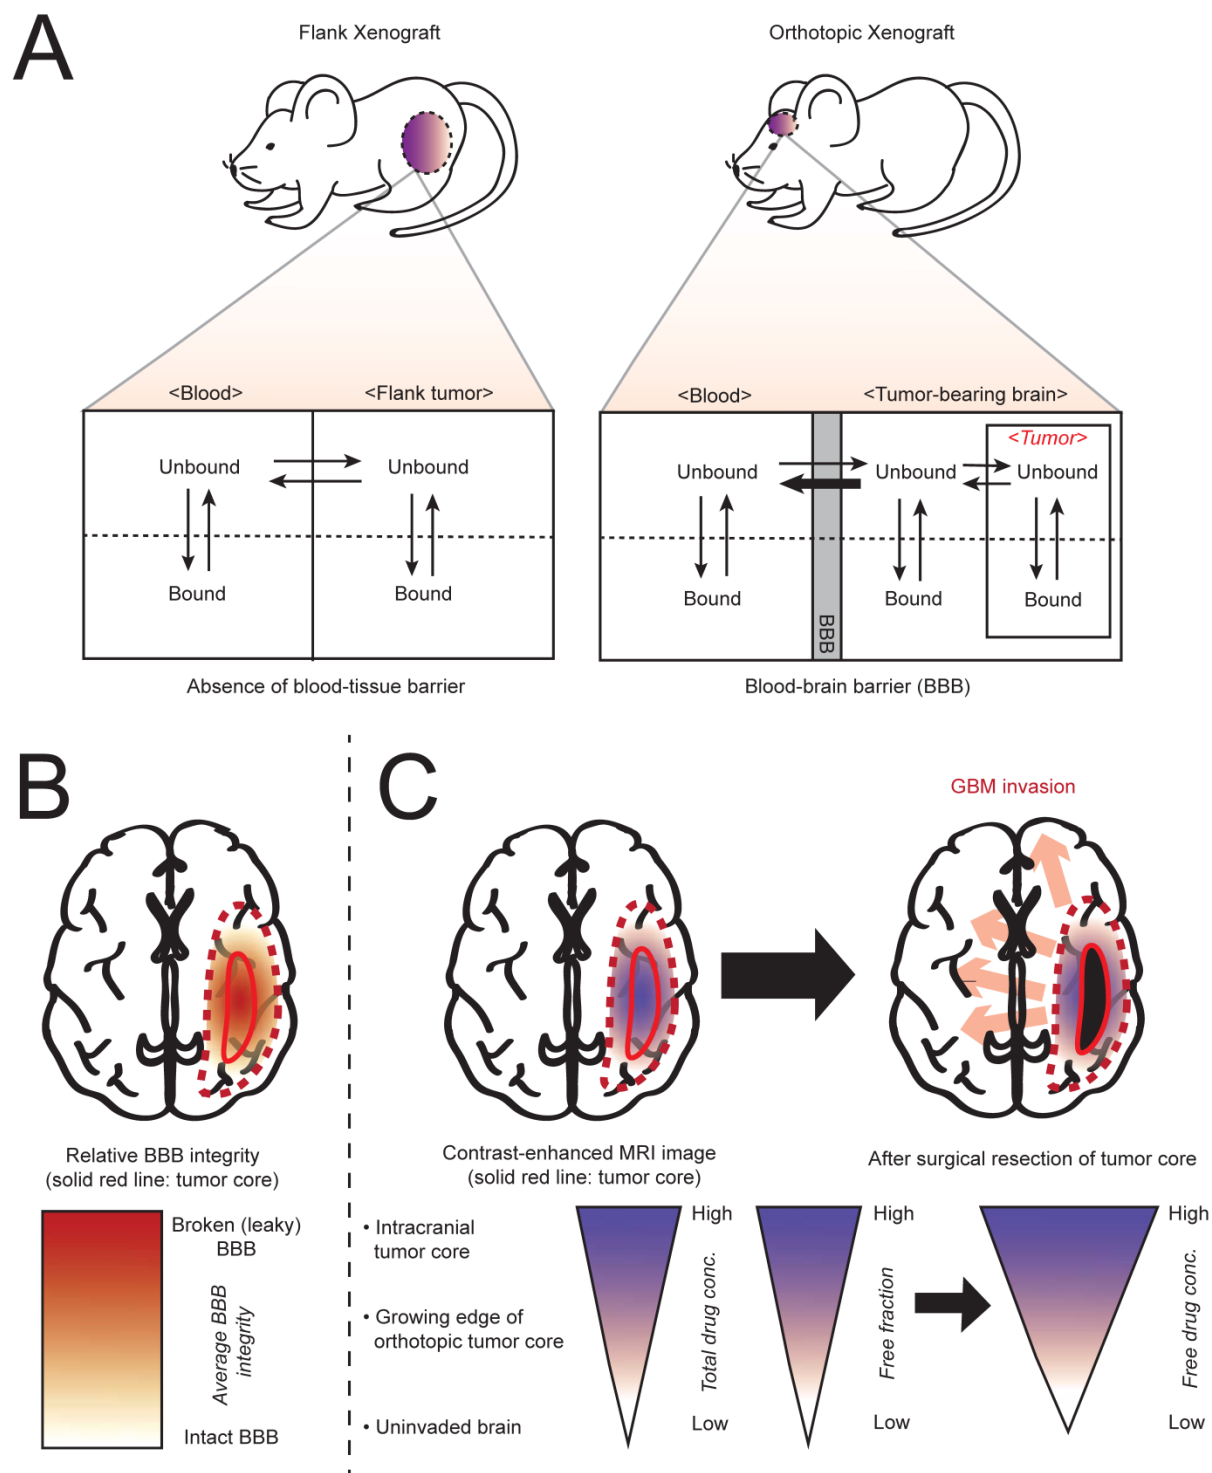 A
Flank Xenograft
Orthotopic Xenograft
<Blood>
<Flank tumor>
Unbound
Unbound
Bound
Bound
Absence of blood-tissue barrier
<Blood>
<Tumor-bearing brain>
<Tumor>
Unbound
Unbound
Unbound
Bound
Bound
Bound
BBB
Blood-brain barrier (BBB)
B
Relative BBB integrity
(solid red line: tumor core)
Broken (leaky)
BBB
Average BBB
integrity
Intact BBB
C
GBM invasion
Contrast-enhanced MRI image
(solid red line: tumor core)
After surgical resection of tumor core
• Intracranial
tumor core
• Growing edge of
orthotopic tumor core
• Uninvaded brain
High
Total drug conc.
Low
High
Free fraction
Low
High
Free drug conc.
Low